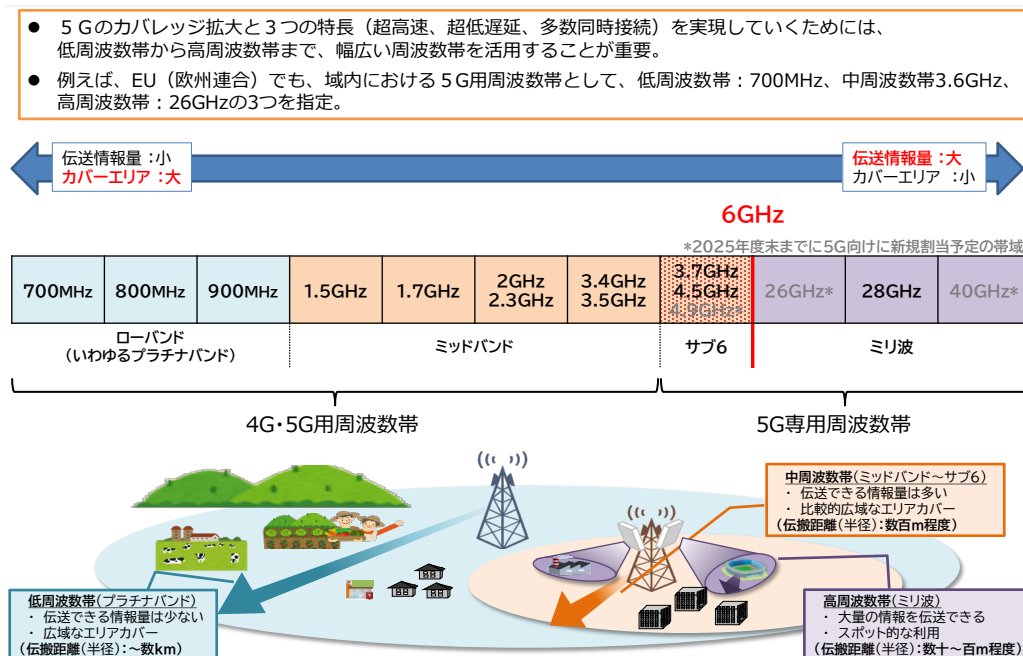 ● ５Ｇのカバレッジ拡大と３つの特長（超高速、超低遅延、多数同時接続）を実現していくためには、
低周波数帯から高周波数帯まで、幅広い周波数帯を活用することが重要。
● 例えば、EU（欧州連合）でも、域内における５G用周波数帯として、低周波数帯：700MHz、中周波数帯3.6GHz、
高周波数帯：26GHzの3つを指定。
伝送情報量：小
カバーエリア：大
伝送情報量：大
カバーエリア：小
6GHz
*2025年度末までに5G向けに新規割当予定の帯域
700MHz
800MHz
900MHz
1.5GHz
1.7GHz
2GHz
2.3GHz
3.4GHz
3.5GHz
3.7GHz
4.5GHz
4.9GHz*
26GHz*
28GHz
40GHz*
ローバンド
（いわゆるプラチナバンド）
ミッドバンド
サブ6
ミリ波
4G・5G用周波数帯
5G専用周波数帯
中周波数帯(ミッドバンド～サブ6)
・ 伝送できる情報量は多い
・ 比較的広域なエリアカバー
(伝搬距離(半径)：数百m程度)
低周波数帯(プラチナバンド)
・ 伝送できる情報量は少ない
・ 広域なエリアカバー
(伝搬距離(半径)：～数km)
高周波数帯(ミリ波)
・ 大量の情報を伝送できる
・ スポット的な利用
(伝搬距離(半径)：数十～百m程度)